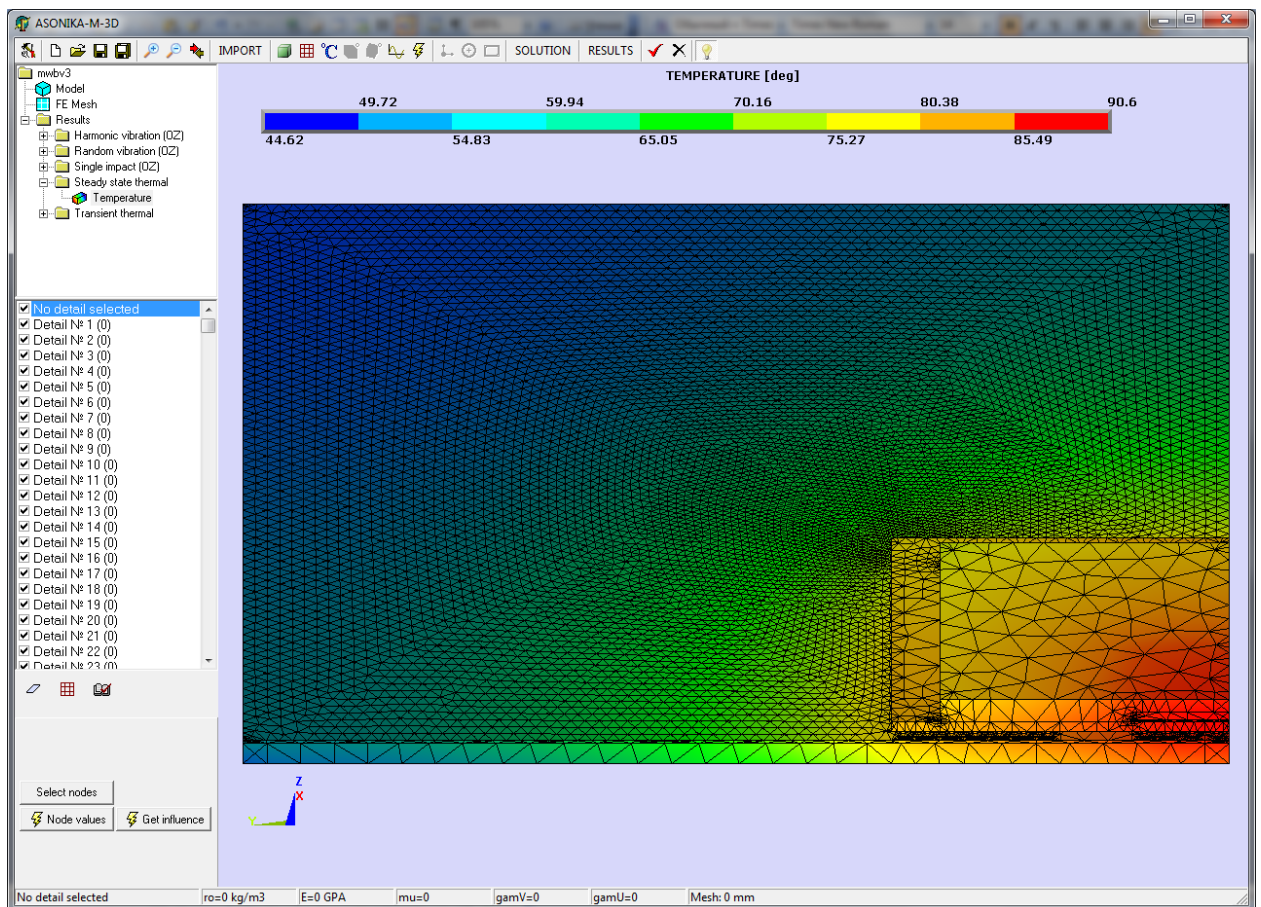 ASONIKA-M-3D
IMPORT
°C
SOLUTION
RESULTS
mwbv3
Model
FE Mesh
Results
Harmonic vibration (OZ)
Random vibration (OZ)
Single impact (OZ)
Steady state thermal
Temperature
Transient thermal
TEMPERATURE [deg]
49.72 59.94 70.16 80.38 90.6
44.62 54.83 65.05 75.27 85.49
No detail selected
Detail № 1 (0)
Detail № 2 (0)
Detail № 3 (0)
Detail № 4 (0)
Detail № 5 (0)
Detail № 6 (0)
Detail № 7 (0)
Detail № 8 (0)
Detail № 9 (0)
Detail № 10 (0)
Detail № 11 (0)
Detail № 12 (0)
Detail № 13 (0)
Detail № 14 (0)
Detail № 15 (0)
Detail № 16 (0)
Detail № 17 (0)
Detail № 18 (0)
Detail № 19 (0)
Detail № 20 (0)
Detail № 21 (0)
Detail № 22 (0)
Detail № 23 (0)
Select nodes
Node values
Get influence
Z
X
Y
No detail selected
ro=0 kg/m3
E=0 GPA
mu=0
gamV=0
gamU=0
Mesh: 0 mm